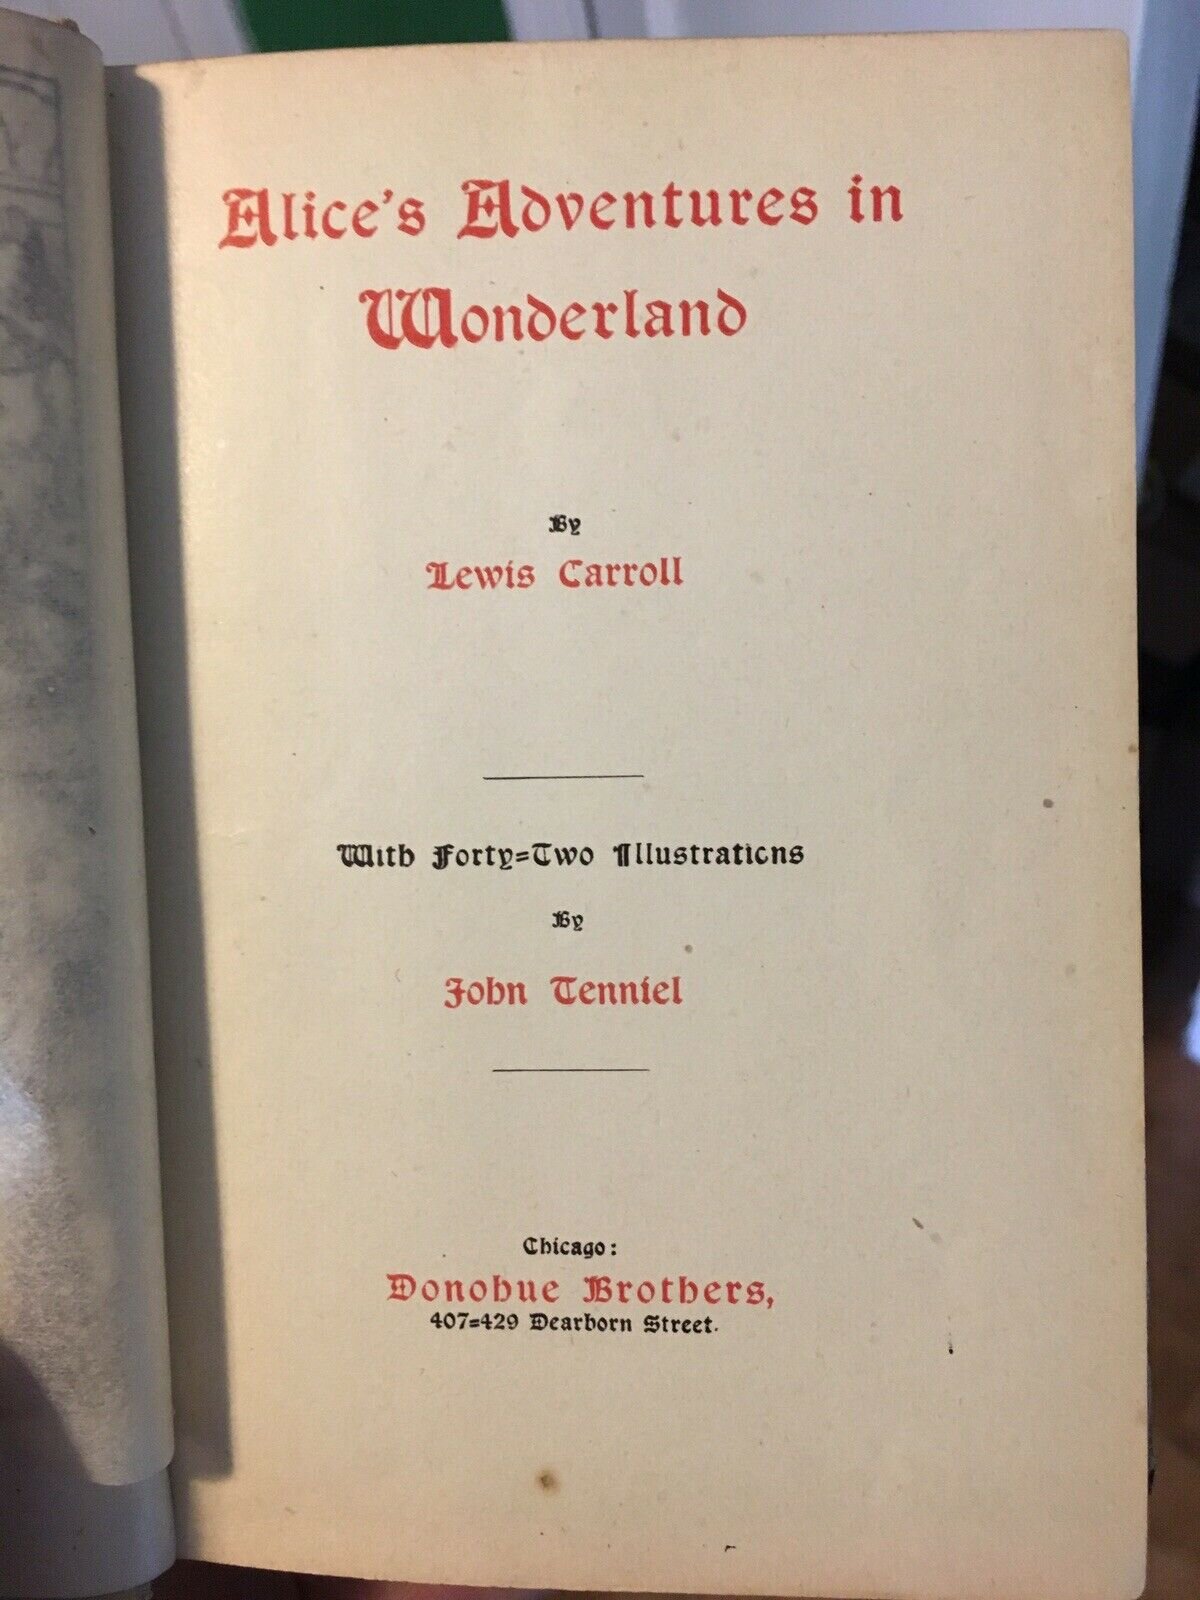 Alice's Adventures in
Wonderland
By
Lewis Carroll
With Forty=Two Illustrations
By
John Tenniel
Chicago:
Donohue Brothers,
407=429 Dearborn Street.